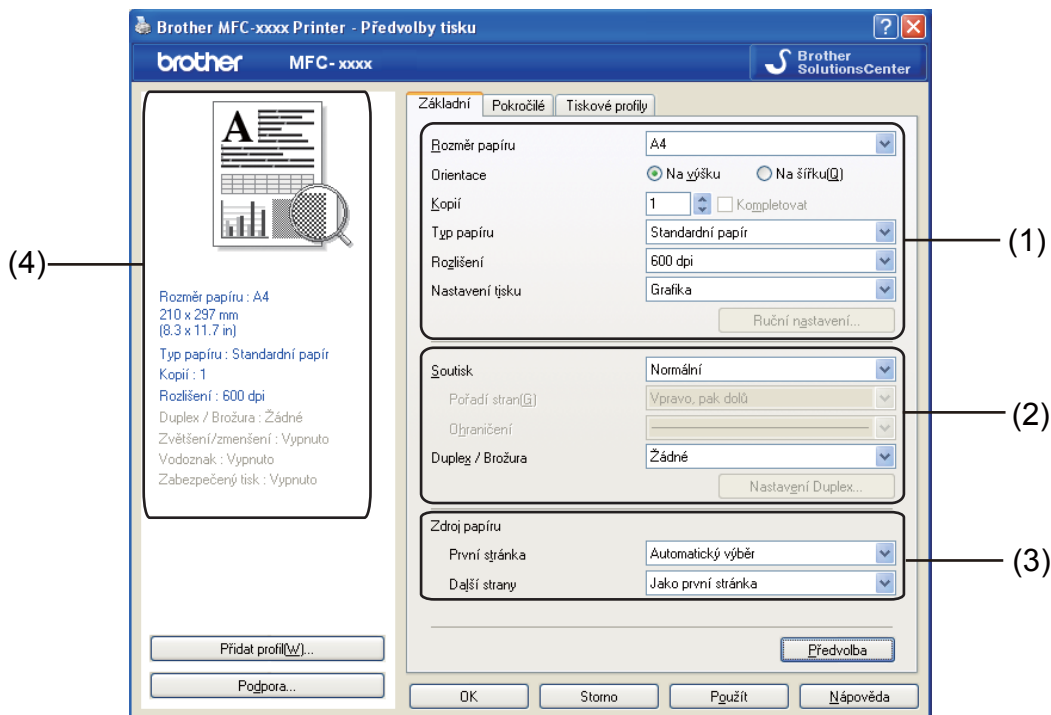 Brother MFC-xxxx Printer - Předvolby tisku
brother MFC- xxxx
Brother
SolutionsCenter
A
Rozměr papíru : A4
210 x 297 mm
(8.3 x 11.7 in)
Typ papíru : Standardní papír
Kopií : 1
Rozlišení : 600 dpi
Duplex / Brožura : Žádné
Zvětšení/zmenšení : Vypnuto
Vodoznak : Vypnuto
Zabezpečený tisk : Vypnuto
(4)
Přidat profil(W)...
Podpora...
Základní Pokročilé Tiskové profily
Rozměr papíru A4
Orientace Na výšku Na šířku(Q)
Kopií 1 Kompletovat
Typ papíru Standardní papír
Rozlišení 600 dpi
Nastavení tisku Grafika
Ruční nastavení...
(1)
Soutisk Normální
Pořadí stran(G) Vpravo, pak dolů
Ohraničení
Duplex / Brožura Žádné
Nastavení Duplex...
(2)
Zdroj papíru
První stránka Automatický výběr
Další strany Jako první stránka
(3)
Předvolba
OK Storno Použít Nápověda